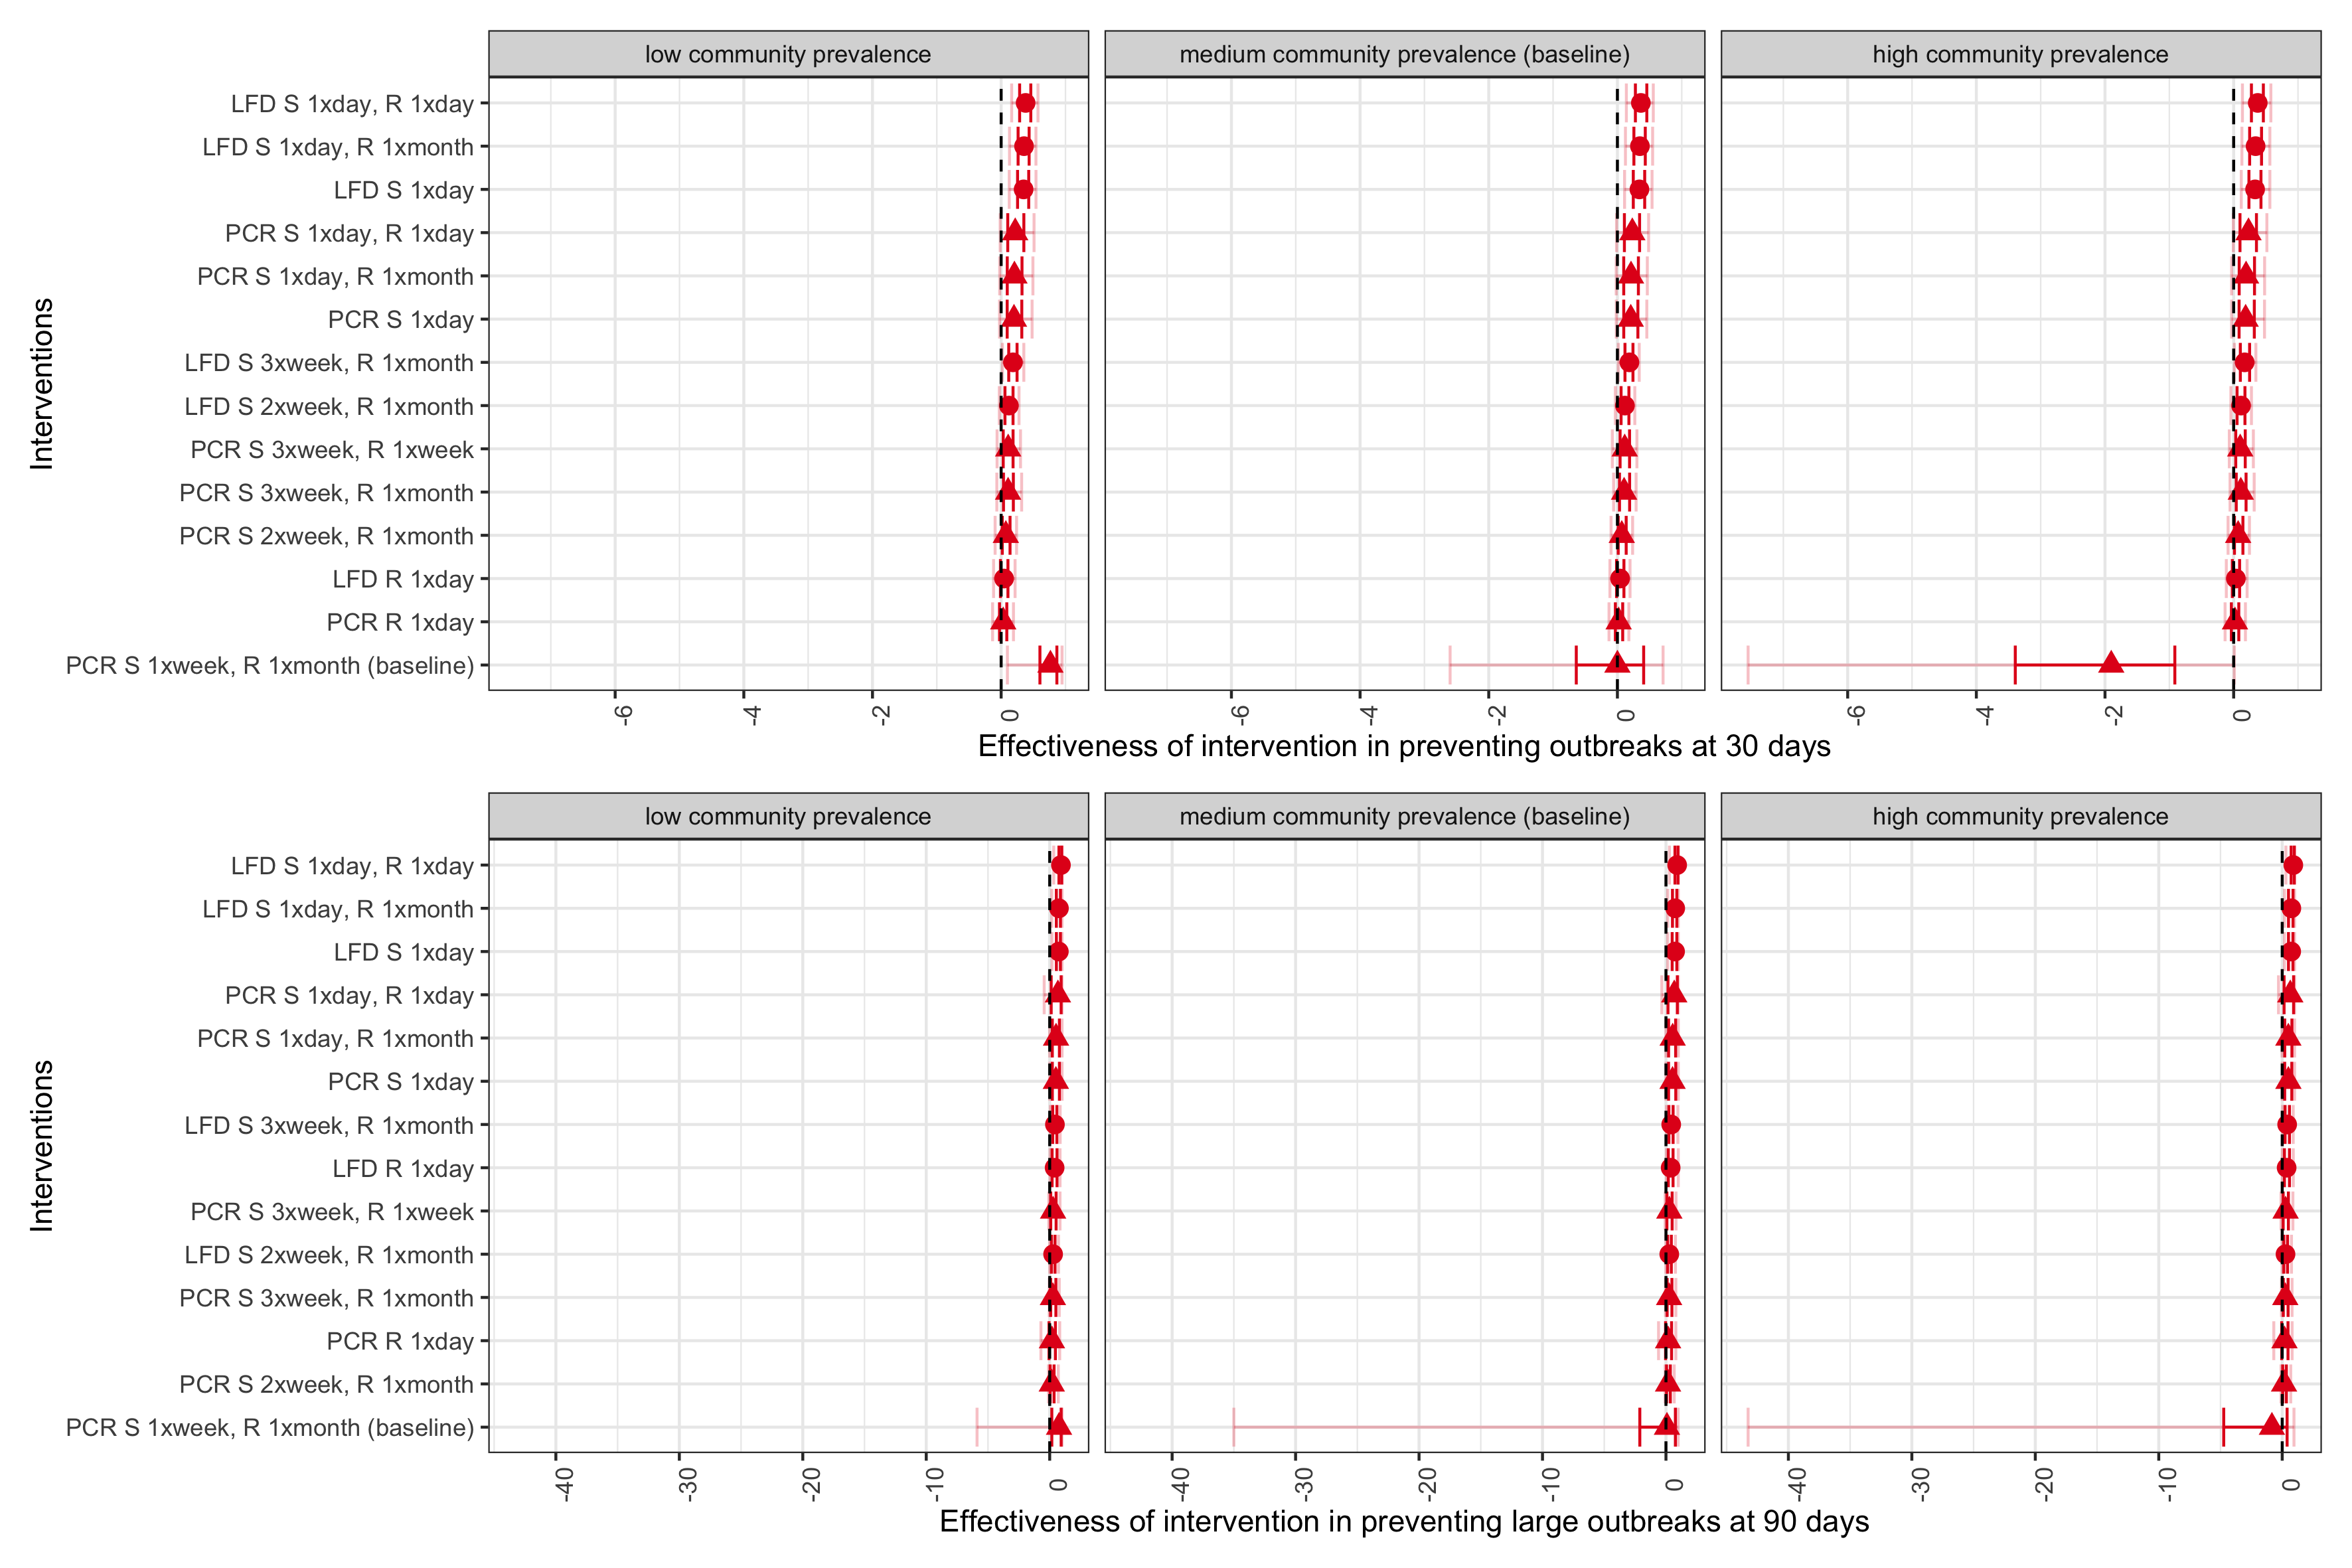 low community prevalence
medium community prevalence (baseline)
high community prevalence
Interventions
LFD S 1xday, R 1xday
LFD S 1xday, R 1xmonth
LFD S 1xday
PCR S 1xday, R 1xday
PCR S 1xday, R 1xmonth
PCR S 1xday
LFD S 3xweek, R 1xmonth
LFD S 2xweek, R 1xmonth
PCR S 3xweek, R 1xweek
PCR S 3xweek, R 1xmonth
PCR S 2xweek, R 1xmonth
LFD R 1xday
PCR R 1xday
PCR S 1xweek, R 1xmonth (baseline)
-6 -4 -2 0
-6 -4 -2 0
-6 -4 -2 0
Effectiveness of intervention in preventing outbreaks at 30 days
low community prevalence
medium community prevalence (baseline)
high community prevalence
Interventions
LFD S 1xday, R 1xday
LFD S 1xday, R 1xmonth
LFD S 1xday
PCR S 1xday, R 1xday
PCR S 1xday, R 1xmonth
PCR S 1xday
LFD S 3xweek, R 1xmonth
LFD R 1xday
PCR S 3xweek, R 1xweek
LFD S 2xweek, R 1xmonth
PCR S 3xweek, R 1xmonth
PCR R 1xday
PCR S 2xweek, R 1xmonth
PCR S 1xweek, R 1xmonth (baseline)
-40 -30 -20 -10 0
-40 -30 -20 -10 0
-40 -30 -20 -10 0
Effectiveness of intervention in preventing large outbreaks at 90 days